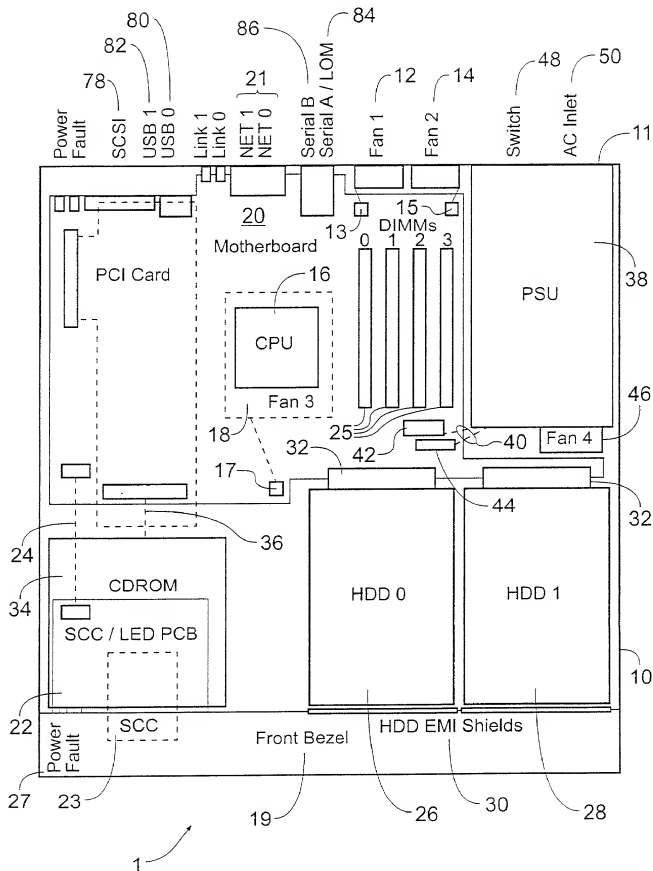 80
86
84
82
21
12
14
48
50
78
Power
Fault
SCSI
USB 1
USB 0
Link 1
Link 0
NET 1
NET 0
Serial B
Serial A / LOM
Fan 1
Fan 2
Switch
AC Inlet
11
20
Motherboard
15
13
DIMMs
0 1 2 3
PCI Card
16
CPU
Fan 3
18
PSU
38
25
42
40
Fan 4
46
32
17
44
32
24
36
34
CDROM
SCC / LED PCB
HDD 0
HDD 1
10
22
SCC
Power
Fault
Front Bezel
HDD EMI Shields
27
23
19
26
30
28
1